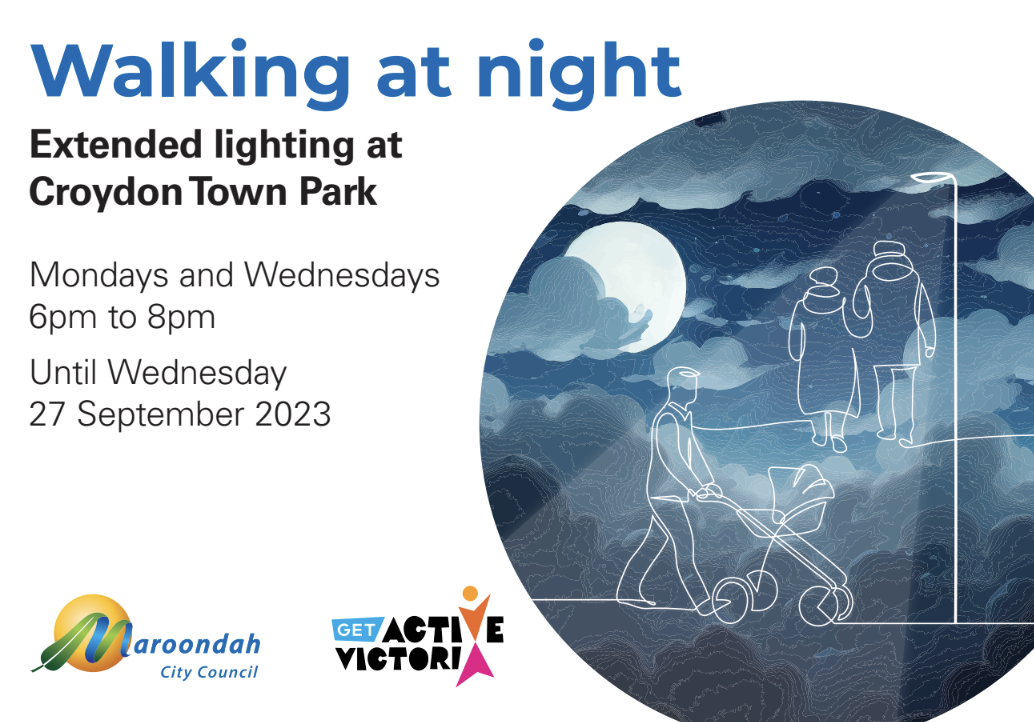 Walking at night
Extended lighting at
Croydon Town Park
Mondays and Wednesdays
6pm to 8pm
Until Wednesday
27 September 2023
Maroondah
City Council
GET ACTIVE
VICTORIA